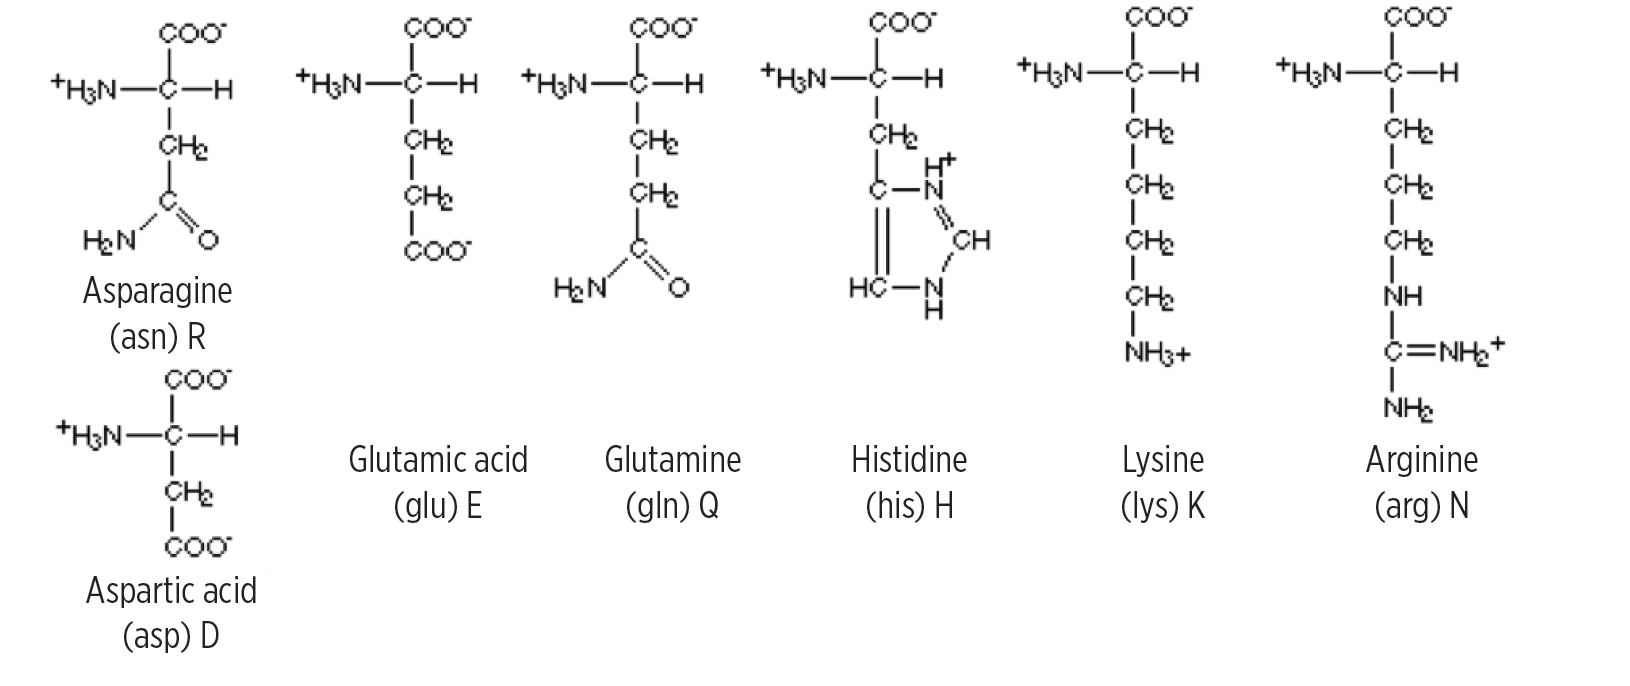 COO⁻
⁺H₃N—C—H
CH₂
C
H₂N O
Asparagine
(asn) R
COO⁻
⁺H₃N—C—H
CH₂
COO⁻
Aspartic acid
(asp) D
COO⁻
⁺H₃N—C—H
CH₂
CH₂
COO⁻
Glutamic acid
(glu) E
COO⁻
⁺H₃N—C—H
CH₂
CH₂
C
H₂N O
Glutamine
(gln) Q
COO⁻
⁺H₃N—C—H
CH₂
H⁺
C—N
CH
HC—N
H
Histidine
(his) H
COO⁻
⁺H₃N—C—H
CH₂
CH₂
CH₂
CH₂
NH₃+
Lysine
(lys) K
COO⁻
⁺H₃N—C—H
CH₂
CH₂
CH₂
NH
C=NH₂⁺
NH₂
Arginine
(arg) N